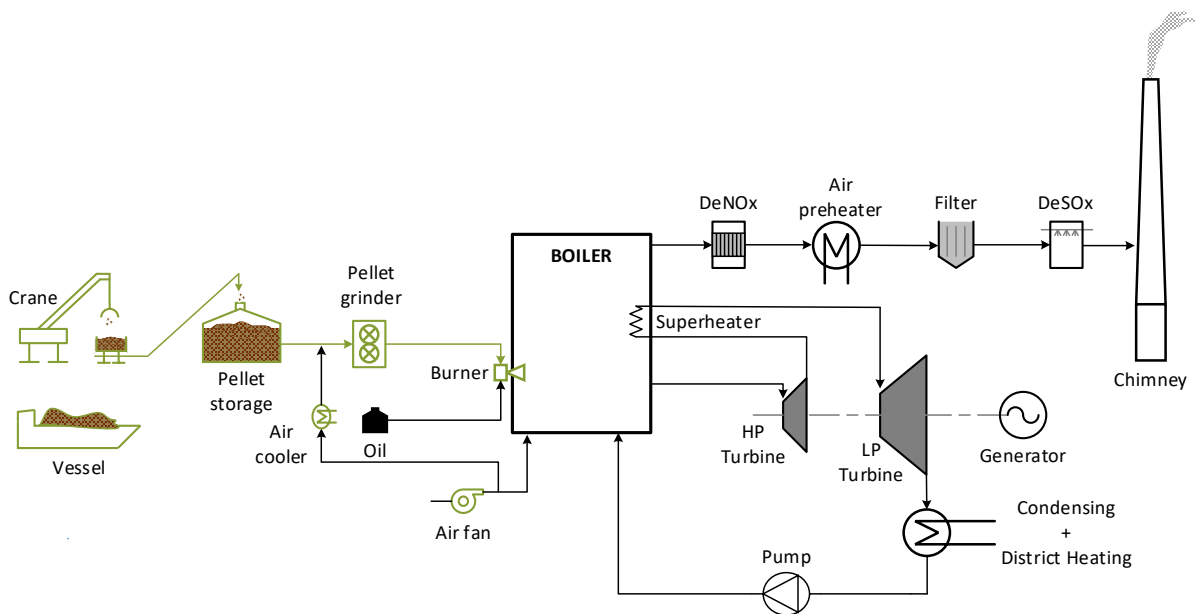 DeNOx
Air
preheater
Filter
DeSOx
BOILER
Crane
Pellet
grinder
Superheater
Burner
Pellet
storage
Chimney
Vessel
Air
cooler
Oil
HP
Turbine
LP
Turbine
Generator
Air fan
Condensing
+
District Heating
Pump